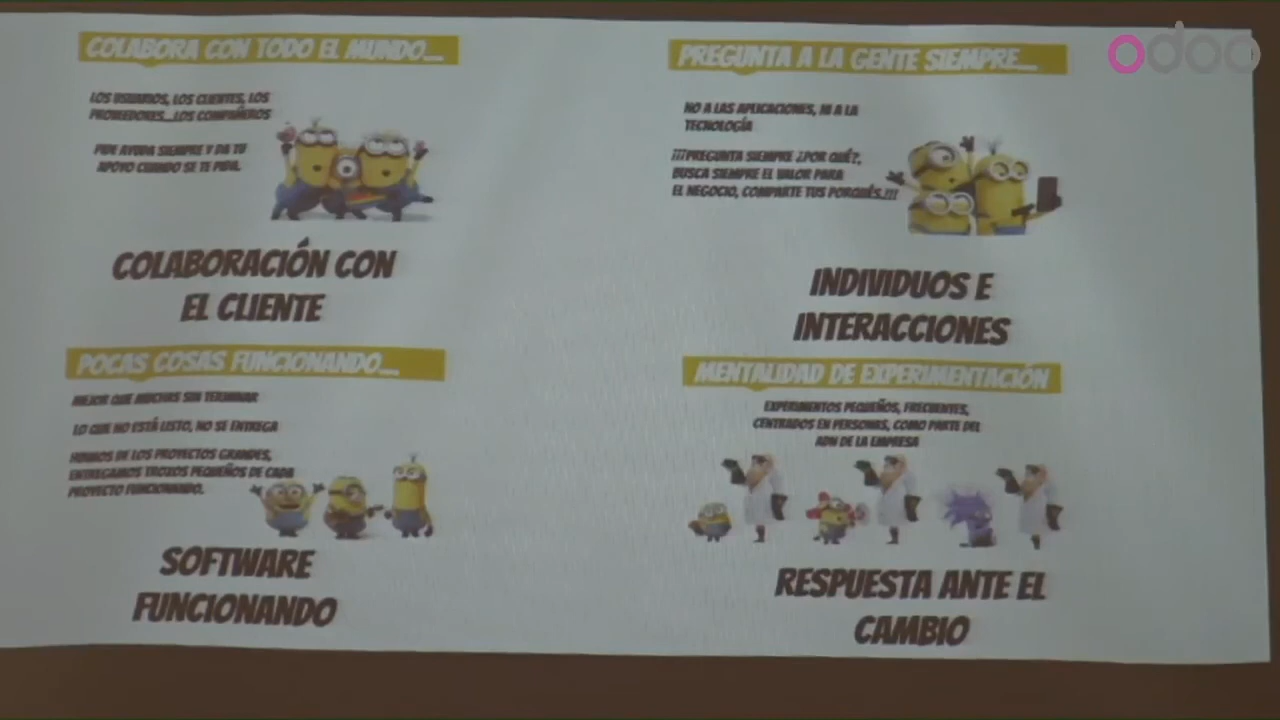 odoo
COLABORA CON TODO EL MUNDO...
LOS USUARIOS, LOS CLIENTES, LOS
PROVEEDORES...LOS COMPAÑEROS
PIDE AYUDA SIEMPRE Y DA TU
APOYO CUANDO SE TE PIDA.
COLABORACIÓN CON
EL CLIENTE
PREGUNTA A LA GENTE SIEMPRE...
NO A LAS APLICACIONES, NI A LA
TECNOLOGÍA
¡¡¡PREGUNTA SIEMPRE ¿POR QUÉ?,
BUSCA SIEMPRE EL VALOR PARA
EL NEGOCIO, COMPARTE TUS PORQUÉS.!!!
INDIVIDUOS E
INTERACCIONES
POCAS COSAS FUNCIONANDO...
MEJOR QUE MUCHAS SIN TERMINAR
LO QUE NO ESTÁ LISTO, NO SE ENTREGA
HUIMOS DE LOS PROYECTOS GRANDES,
ENTREGAMOS TROZOS PEQUEÑOS DE CADA
PROYECTO FUNCIONANDO.
SOFTWARE
FUNCIONANDO
MENTALIDAD DE EXPERIMENTACIÓN
EXPERIMENTOS PEQUEÑOS, FRECUENTES,
CENTRADOS EN PERSONAS, COMO PARTE DEL
ADN DE LA EMPRESA
RESPUESTA ANTE EL
CAMBIO